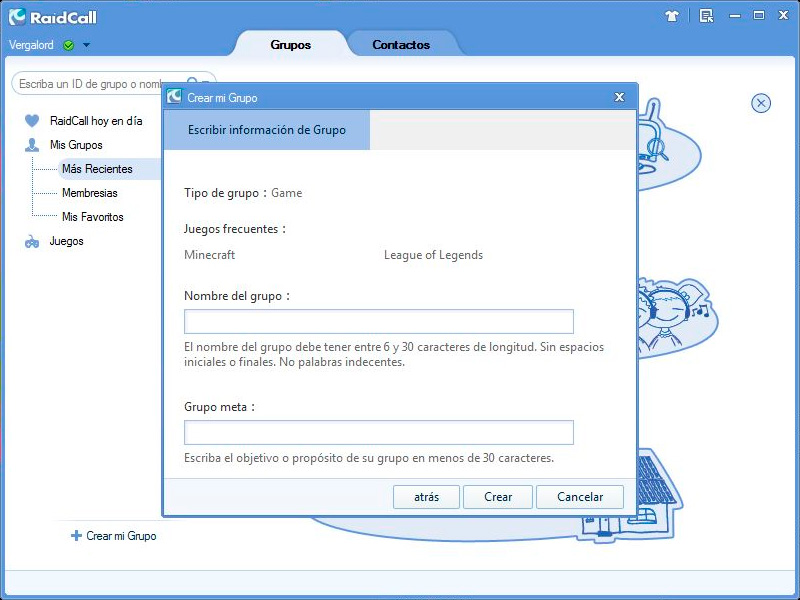 RaidCall
Vergalord
Grupos
Contactos
Escriba un ID de grupo o nomb
RaidCall hoy en día
Mis Grupos
Más Recientes
Membresias
Mis Favoritos
Juegos
Crear mi Grupo
Crear mi Grupo
Escribir información de Grupo
Tipo de grupo : Game
Juegos frecuentes :
Minecraft League of Legends
Nombre del grupo :
El nombre del grupo debe tener entre 6 y 30 caracteres de longitud. Sin espacios
iniciales o finales. No palabras indecentes.
Grupo meta :
Escriba el objetivo o propósito de su grupo en menos de 30 caracteres.
atrás Crear Cancelar